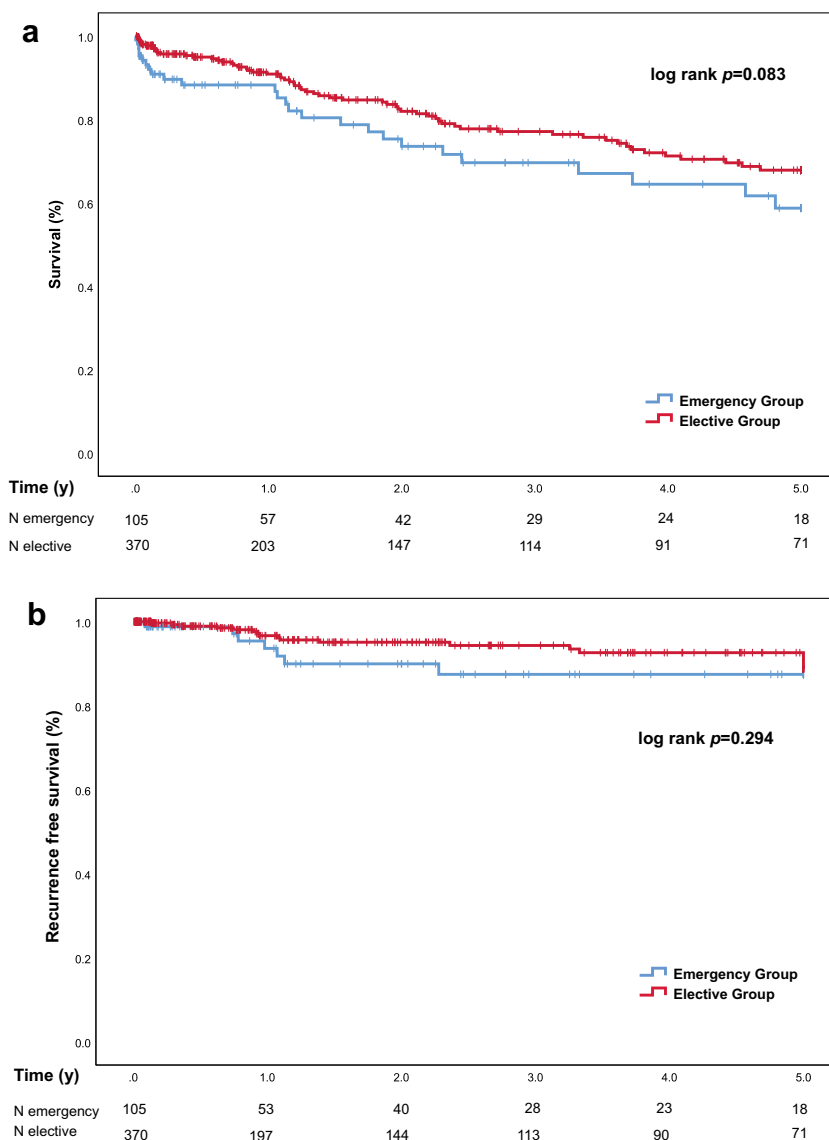 a
1.0
log rank p=0.083
0.8
0.6
Survival (%)
0.4
0.2
Emergency Group
Elective Group
0.0
Time (y) .0 1.0 2.0 3.0 4.0 5.0
N emergency 105 57 42 29 24 18
N elective 370 203 147 114 91 71
b
1.0
0.8
log rank p=0.294
0.6
Recurrence free survival (%)
0.4
0.2
Emergency Group
Elective Group
0.0
Time (y) .0 1.0 2.0 3.0 4.0 5.0
N emergency 105 53 40 28 23 18
N elective 370 197 144 113 90 71